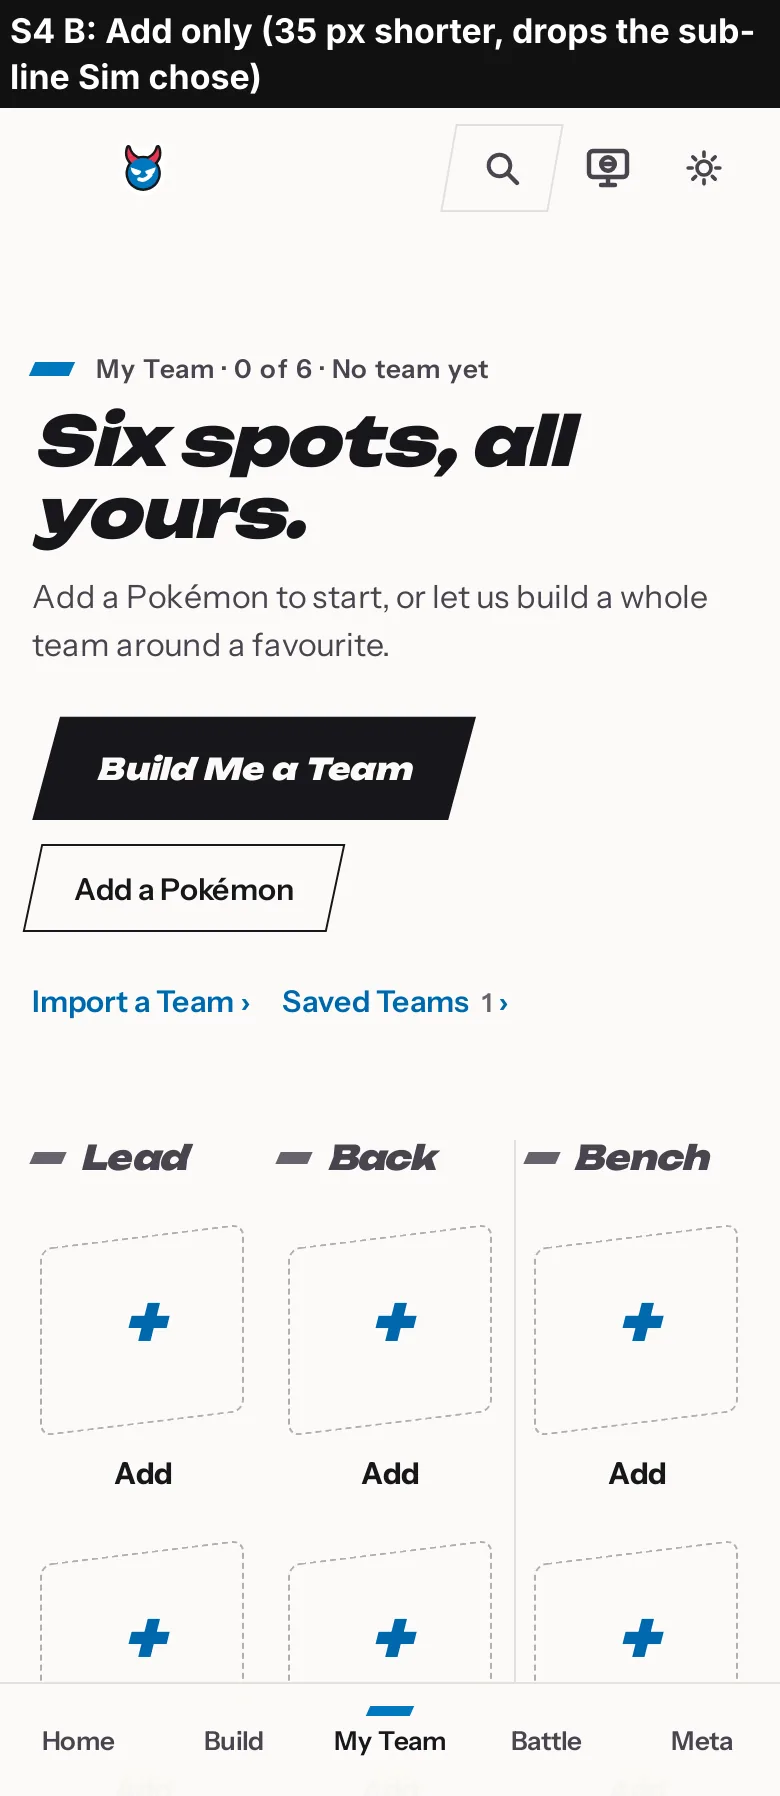 S4 B: Add only (35 px shorter, drops the sub-
line Sim chose)
My Team · 0 of 6 · No team yet
Six spots, all
yours.
Add a Pokémon to start, or let us build a whole
team around a favourite.
Build Me a Team
Add a Pokémon
Import a Team › Saved Teams 1 ›
Lead Back Bench
Add Add Add
Home Build My Team Battle Meta